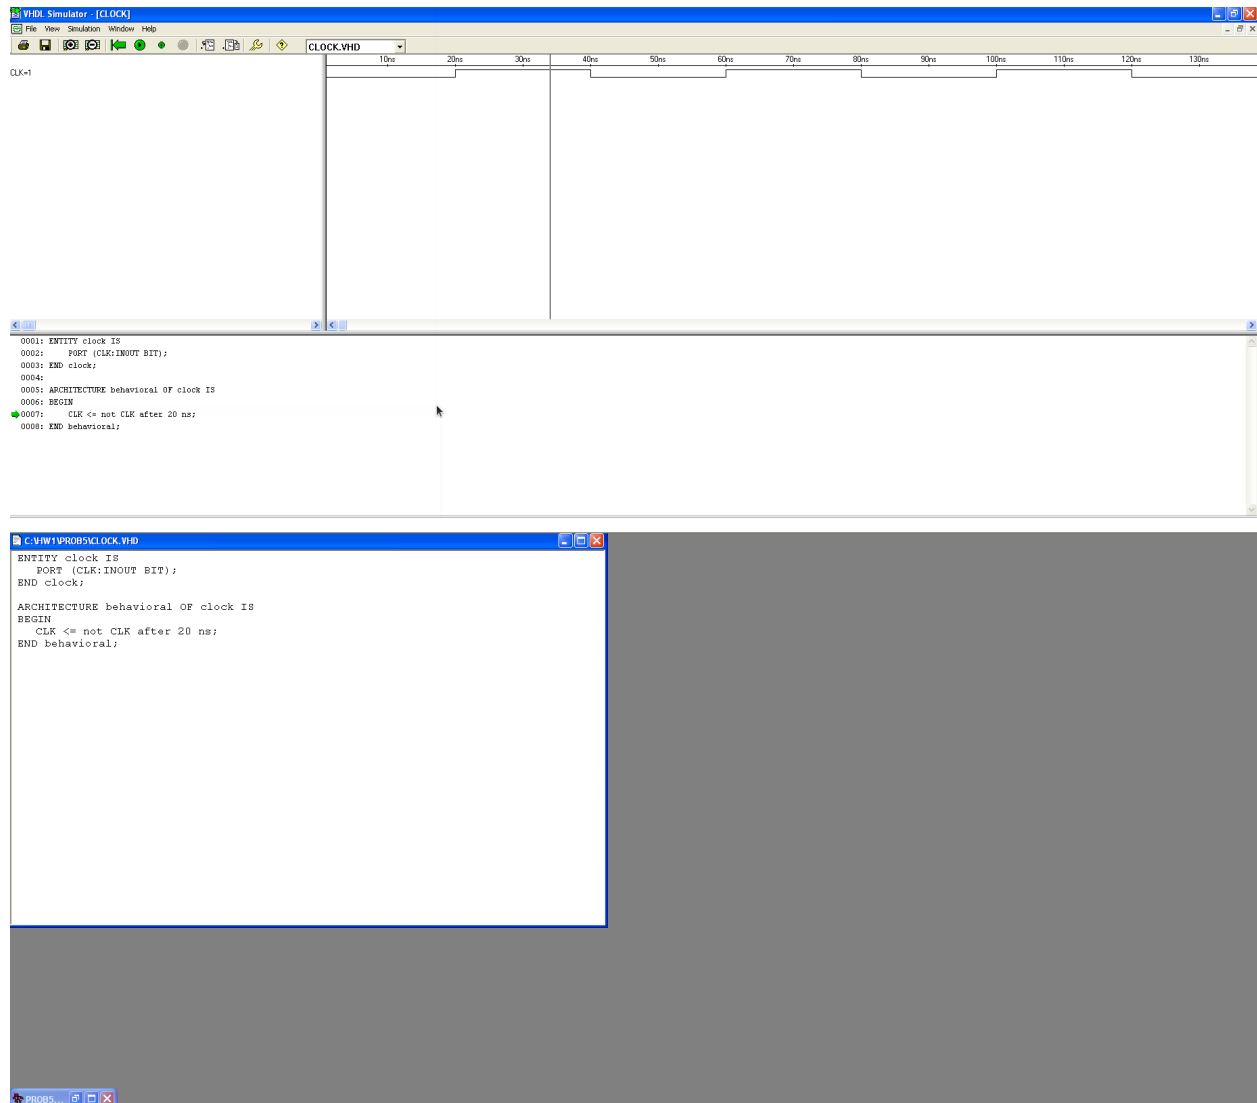 VHDL Simulator - [CLOCK]
File View Simulation Window Help
CLOCK.VHD
10ns 20ns 30ns 40ns 50ns 60ns 70ns 80ns 90ns 100ns 110ns 120ns 130ns
CLK=1
0001: ENTITY clock IS
0002: PORT (CLK:INOUT BIT);
0003: END clock;
0004:
0005: ARCHITECTURE behavioral OF clock IS
0006: BEGIN
0007: CLK <= not CLK after 20 ns;
0008: END behavioral;
C:\HW1\PROB5\CLOCK.VHD
ENTITY clock IS
PORT (CLK:INOUT BIT);
END clock;
ARCHITECTURE behavioral OF clock IS
BEGIN
CLK <= not CLK after 20 ns;
END behavioral;
PROB5...